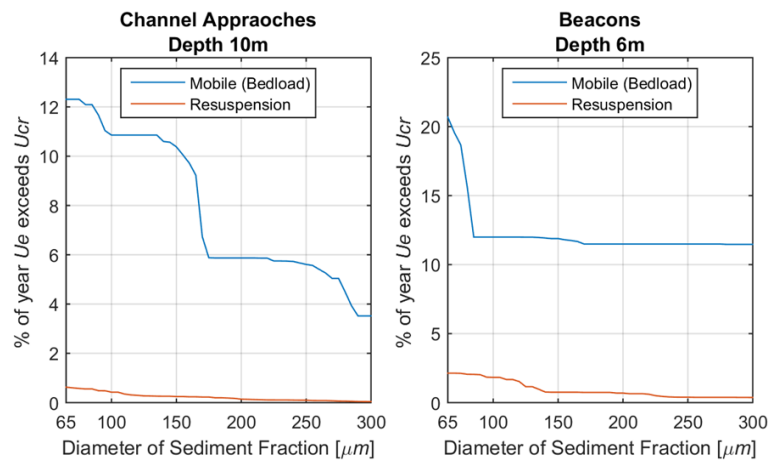 Channel Appraoches
Depth 10m
14
12
10
8
6
4
2
0
Mobile (Bedload)
Resuspension
% of year Ue exceeds Ucr
65 100 150 200 250 300
Diameter of Sediment Fraction [μm]
Beacons
Depth 6m
25
20
15
10
5
0
Mobile (Bedload)
Resuspension
% of year Ue exceeds Ucr
65 100 150 200 250 300
Diameter of Sediment Fraction [μm]